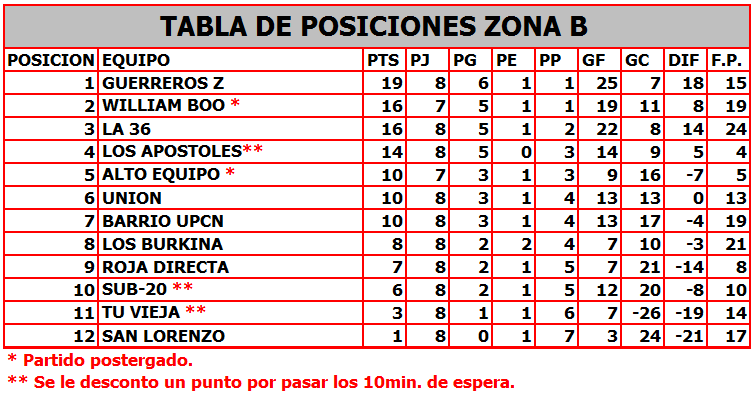 TABLA DE POSICIONES ZONA B
POSICION EQUIPO PTS PJ PG PE PP GF GC DIF F.P.
1 GUERREROS Z 19 8 6 1 1 25 7 18 15
2 WILLIAM BOO * 16 7 5 1 1 19 11 8 19
3 LA 36 16 8 5 1 2 22 8 14 24
4 LOS APOSTOLES** 14 8 5 0 3 14 9 5 4
5 ALTO EQUIPO * 10 7 3 1 3 9 16 -7 5
6 UNION 10 8 3 1 4 13 13 0 13
7 BARRIO UPCN 10 8 3 1 4 13 17 -4 19
8 LOS BURKINA 8 8 2 2 4 7 10 -3 21
9 ROJA DIRECTA 7 8 2 1 5 7 21 -14 8
10 SUB-20 ** 6 8 2 1 5 12 20 -8 10
11 TU VIEJA ** 3 8 1 1 6 7 -26 -19 14
12 SAN LORENZO 1 8 0 1 7 3 24 -21 17
* Partido postergado.
** Se le desconto un punto por pasar los 10min. de espera.